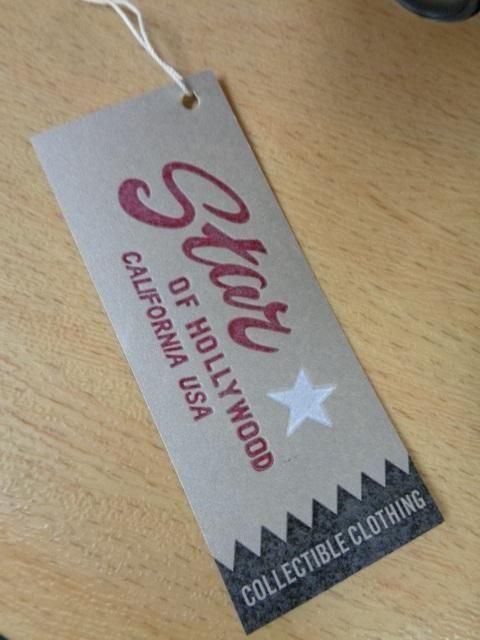 Star
OF HOLLYWOOD
CALIFORNIA USA
COLLECTIBLE CLOTHING